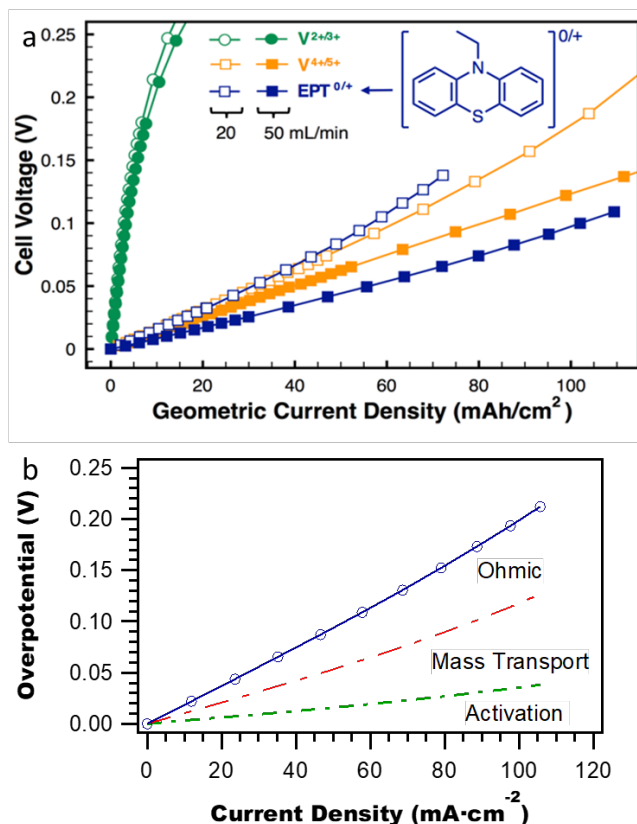 a
0.25
0.2
0.15
0.1
0.05
0
Cell Voltage (V)
V2+/3+
V4+/5+
EPT 0/+
20 50 mL/min
N
S
0/+
0 20 40 60 80 100
Geometric Current Density (mAh/cm2)
b
0.25
0.20
0.15
0.10
0.05
0.00
Overpotential (V)
Ohmic
Mass Transport
Activation
0 20 40 60 80 100 120
Current Density (mA·cm-2)